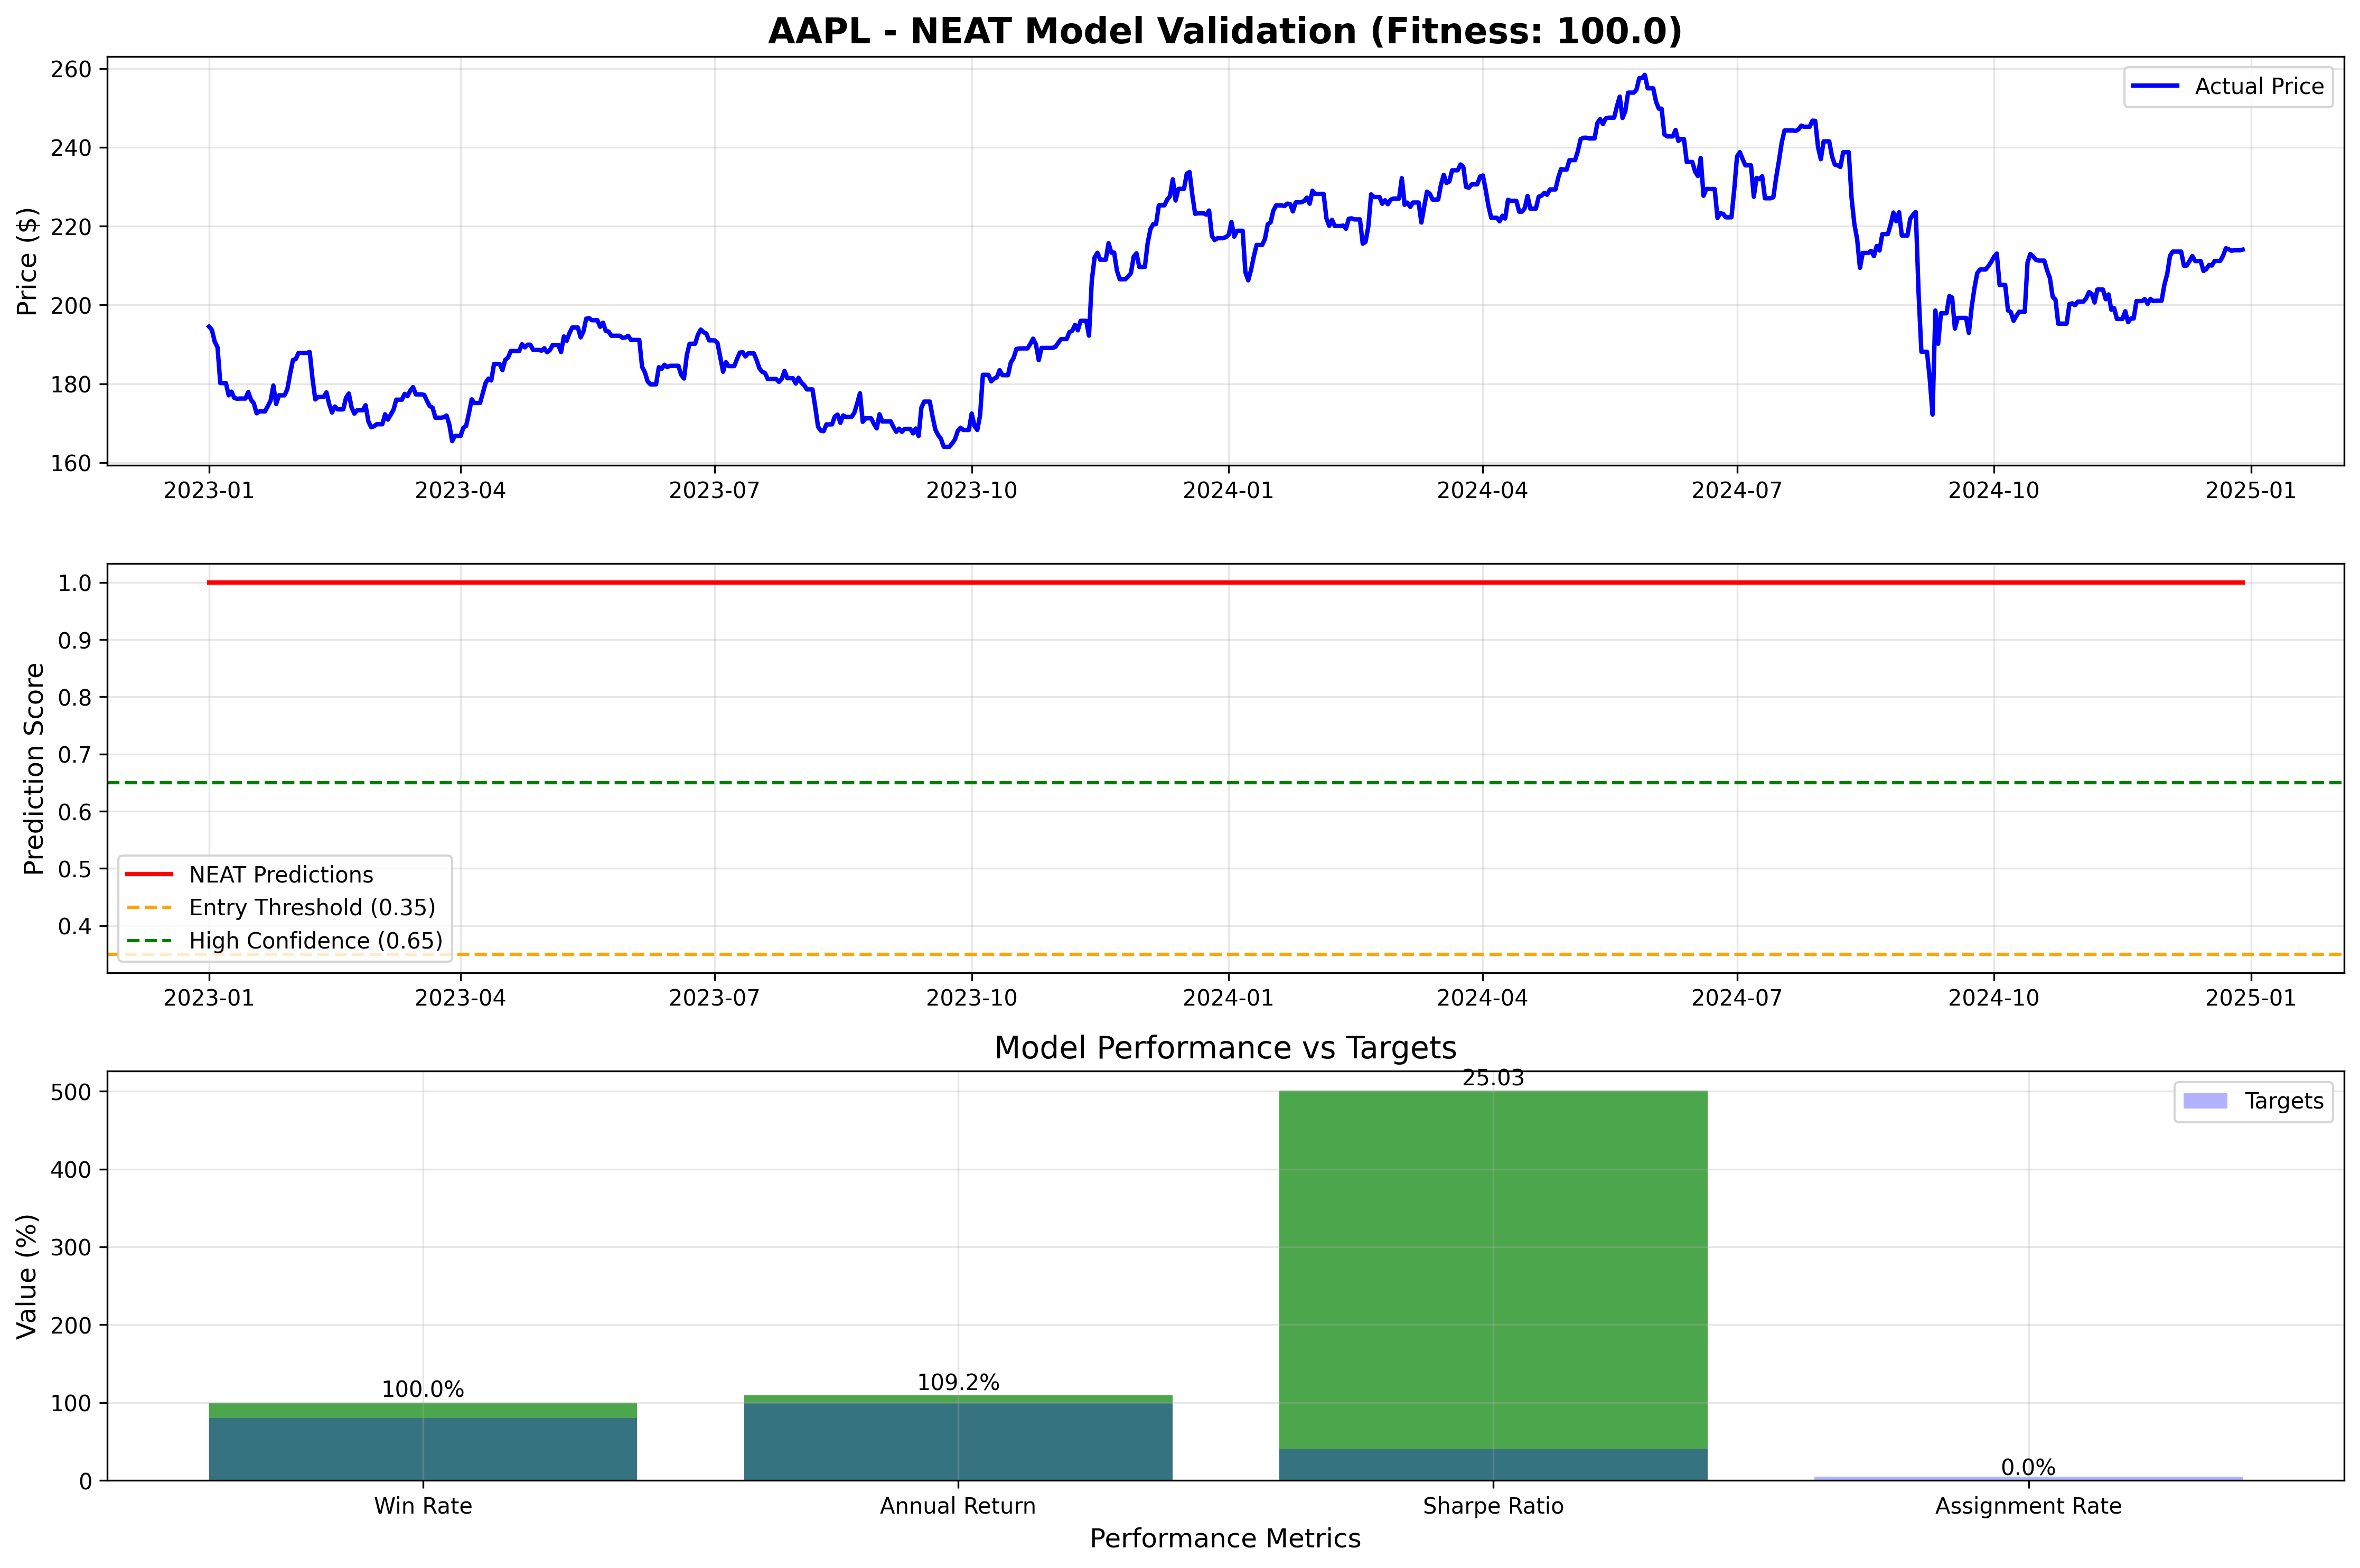 AAPL - NEAT Model Validation (Fitness: 100.0)
Price ($)
260
240
220
200
180
160
Actual Price
2023-01 2023-04 2023-07 2023-10 2024-01 2024-04 2024-07 2024-10 2025-01
Prediction Score
1.0
0.9
0.8
0.7
0.6
0.5
0.4
NEAT Predictions
Entry Threshold (0.35)
High Confidence (0.65)
2023-01 2023-04 2023-07 2023-10 2024-01 2024-04 2024-07 2024-10 2025-01
Model Performance vs Targets
Value (%)
500
400
300
200
100
0
Targets
100.0%
109.2%
25.03
0.0%
Win Rate Annual Return Sharpe Ratio Assignment Rate
Performance Metrics